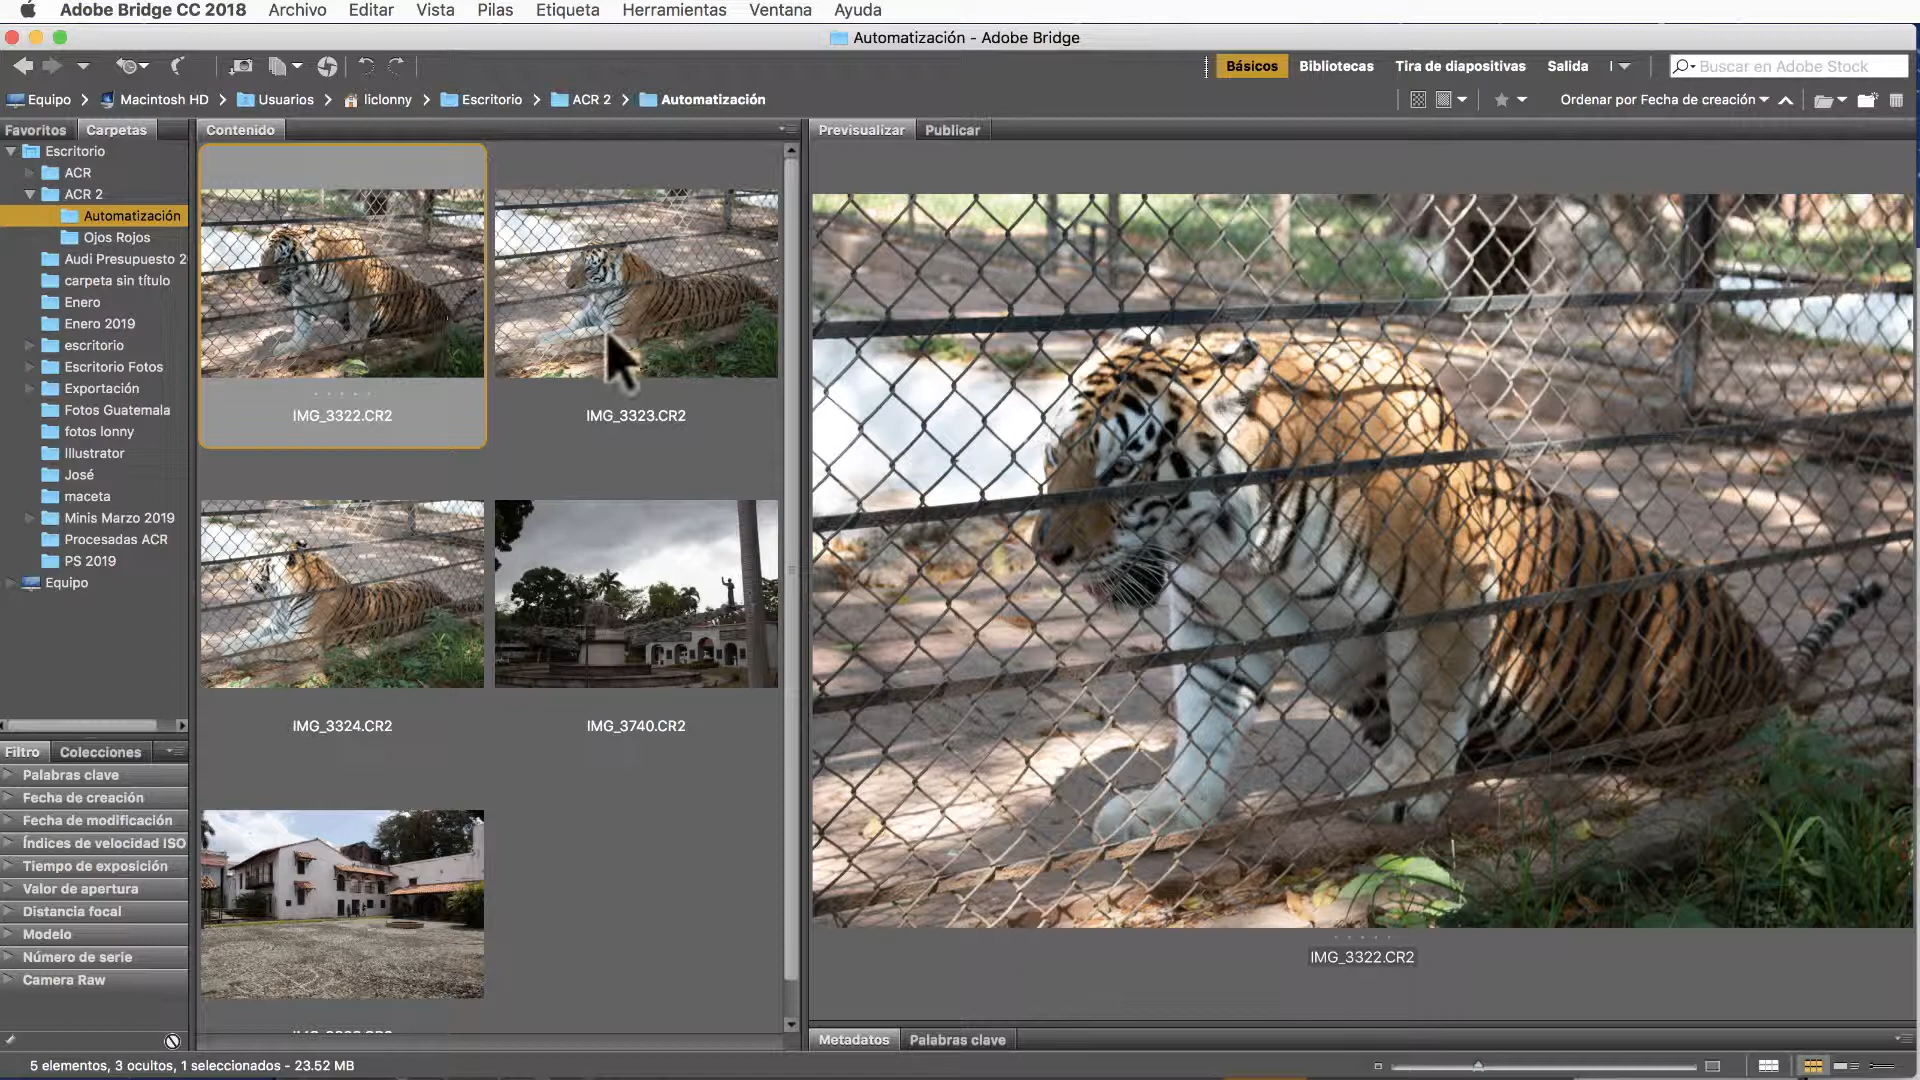 Adobe Bridge CC 2018 Archivo Editar Vista Pilas Etiqueta Herramientas Ventana Ayuda
Automatización - Adobe Bridge
Básicos Bibliotecas Tira de diapositivas Salida Buscar en Adobe Stock
Equipo Macintosh HD Usuarios liclonny Escritorio ACR 2 Automatización Ordenar por Fecha de creación
Favoritos Carpetas
Escritorio
ACR
ACR 2
Automatización
Ojos Rojos
Audi Presupuesto 2
carpeta sin título
Enero
Enero 2019
escritorio
Escritorio Fotos
Exportación
Fotos Guatemala
fotos lonny
Illustrator
José
maceta
Minis Marzo 2019
Procesadas ACR
PS 2019
Equipo
Filtro Colecciones
Palabras clave
Fecha de creación
Fecha de modificación
Índices de velocidad ISO
Tiempo de exposición
Valor de apertura
Distancia focal
Modelo
Número de serie
Camera Raw
Contenido
IMG_3322.CR2 IMG_3323.CR2
IMG_3324.CR2 IMG_3740.CR2
Previsualizar Publicar
IMG_3322.CR2
Metadatos Palabras clave
5 elementos, 3 ocultos, 1 seleccionados - 23.52 MB